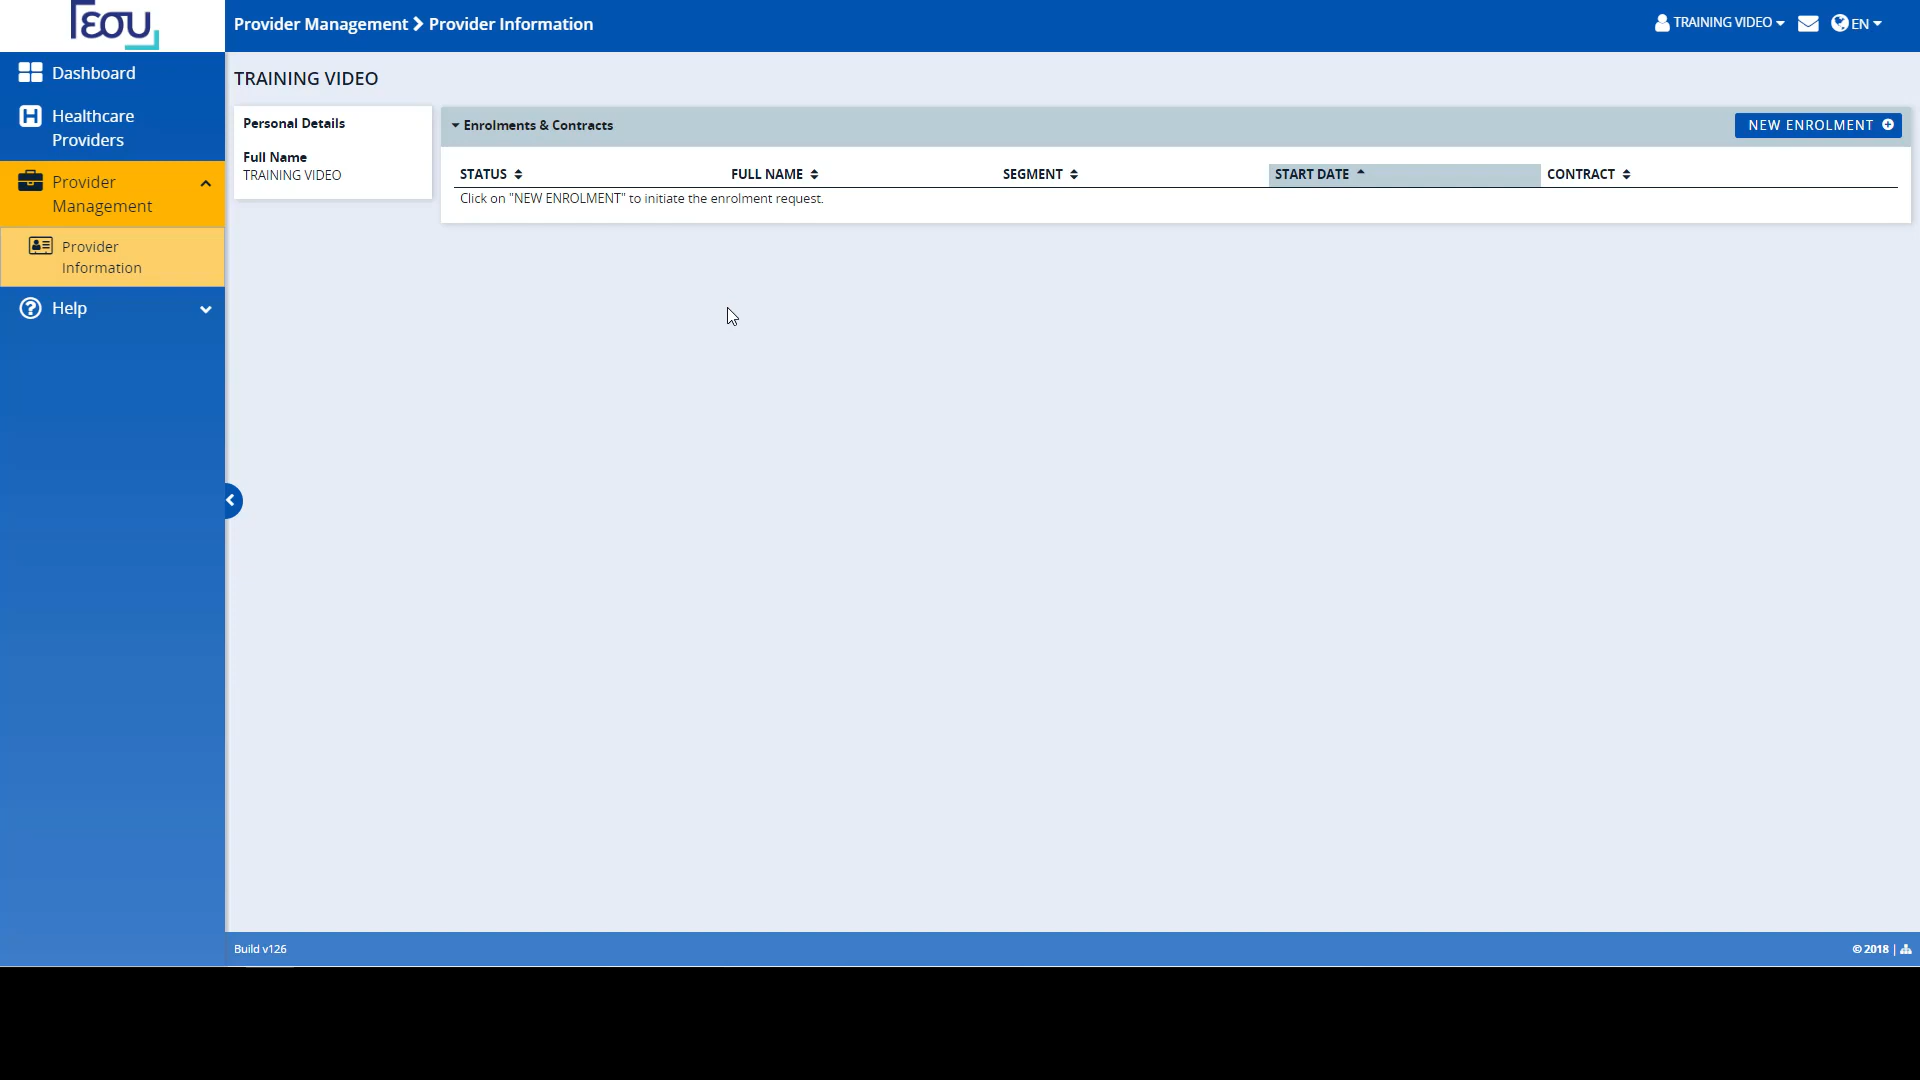 γεσυ
Provider Management Provider Information
TRAINING VIDEO
EN
Dashboard
Healthcare
Providers
Provider
Management
Provider
Information
Help
TRAINING VIDEO
Personal Details
Full Name
TRAINING VIDEO
Enrolments & Contracts
NEW ENROLMENT
STATUS FULL NAME SEGMENT START DATE CONTRACT
Click on "NEW ENROLMENT" to initiate the enrolment request.
Build v126
© 2018 |